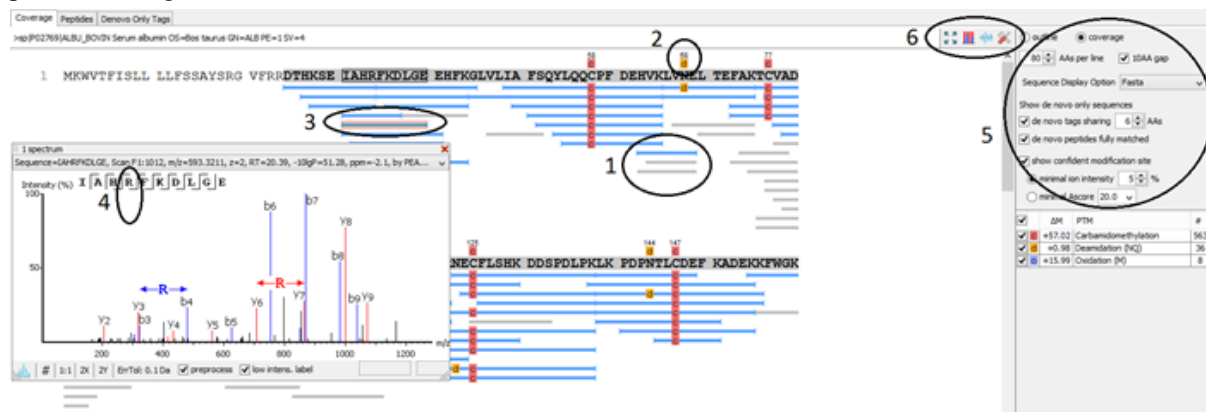 Coverage Peptides Denovo Only Tags
>sp|P02769|ALBU_BOVIN Serum albumin OS=Bos taurus GN=ALB PE=1 SV=4
6
outline coverage
80 AAs per line 10AA gap
Sequence Display Option Fasta
Show de novo only sequences
de novo tags sharing 6 AAs
de novo peptides fully matched
show confident modification site
minimal ion intensity 5 %
minimal Ascore 20.0
5
ΔM PTM #
c +57.02 Carbamidomethylation 563
d +0.98 Deamidation (NQ) 36
o +15.99 Oxidation (M) 8
2
58 68 77
c d c
1 MKWVTFISLL LLFSSAYSRG VFRRDTHKSE IAHRFKDLGE EHFKGLVLIA FSQYLQQCPF DEHVKLVNEL TEFAKTCVAD
3
1
1 spectrum
Sequence=IAHRFKDLGE, Scan F1:1012, m/z=593.3211, z=2, RT=20.39, -10lgP=51.28, ppm=-2.1, by PEA...
Intensity (%) I A H R F K D L G E
4
100
50
b6 b7 y8
b8
R R
y2 y3 b3 y4 b4 y5 b5 y6 y7 b9 y9
200 400 600 800 1000 1200 m/z
# 1:1 2X 2Y ErrTol: 0.1 Da preprocess low intens. label
125 144 147
c d c
NECFLSHK DDSPDLPKLK PDPNTLCDEF KADEKKFWGK